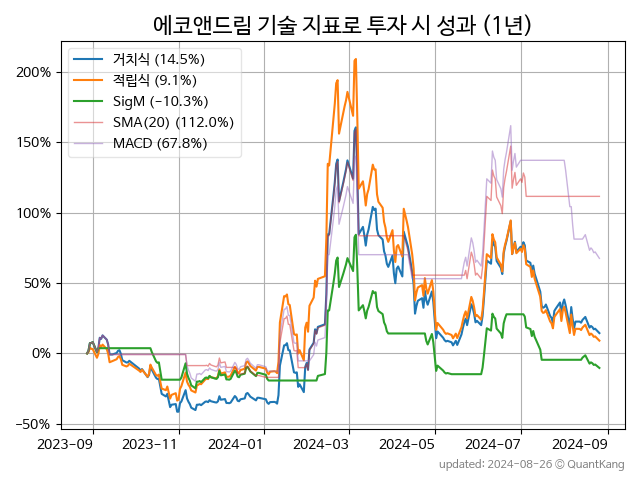 에코앤드림 기술 지표로 투자 시 성과 (1년)
거치식 (14.5%)
적립식 (9.1%)
SigM (−10.3%)
SMA(20) (112.0%)
MACD (67.8%)
200%
150%
100%
50%
0%
−50%
2023-09 2023-11 2024-01 2024-03 2024-05 2024-07 2024-09
updated: 2024-08-26 © QuantKang